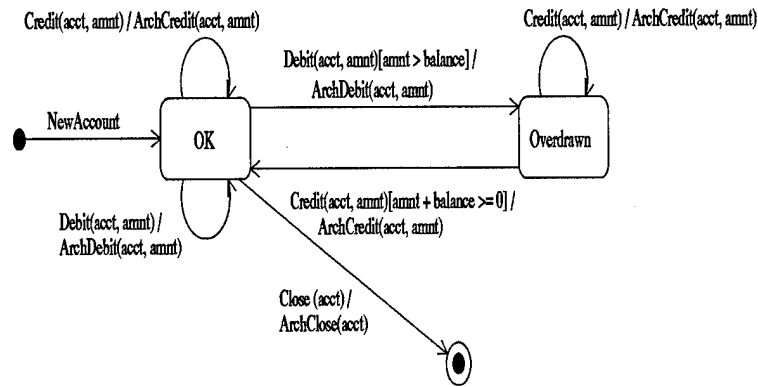 Credit(acct, amnt) / ArchCredit(acct, amnt)
Credit(acct, amnt) / ArchCredit(acct, amnt)
Debit(acct, amnt)[amnt > balance] /
ArchDebit(acct, amnt)
NewAccount
OK
Overdrawn
Debit(acct, amnt) /
ArchDebit(acct, amnt)
Credit(acct, amnt)[amnt + balance >= 0] /
ArchCredit(acct, amnt)
Close (acct) /
ArchClose(acct)